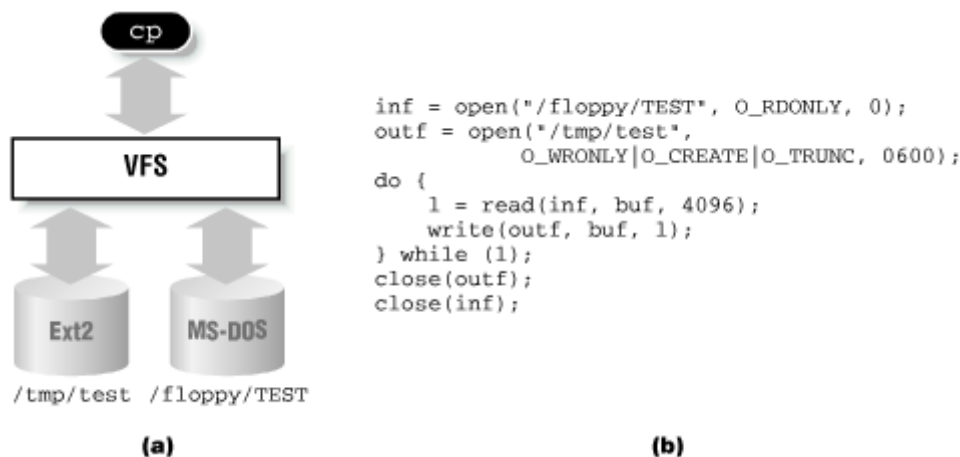 cp
VFS
Ext2
MS-DOS
/tmp/test /floppy/TEST
(a)
inf = open("/floppy/TEST", O_RDONLY, 0);
outf = open("/tmp/test",
O_WRONLY|O_CREATE|O_TRUNC, 0600);
do {
l = read(inf, buf, 4096);
write(outf, buf, l);
} while (l);
close(outf);
close(inf);
(b)